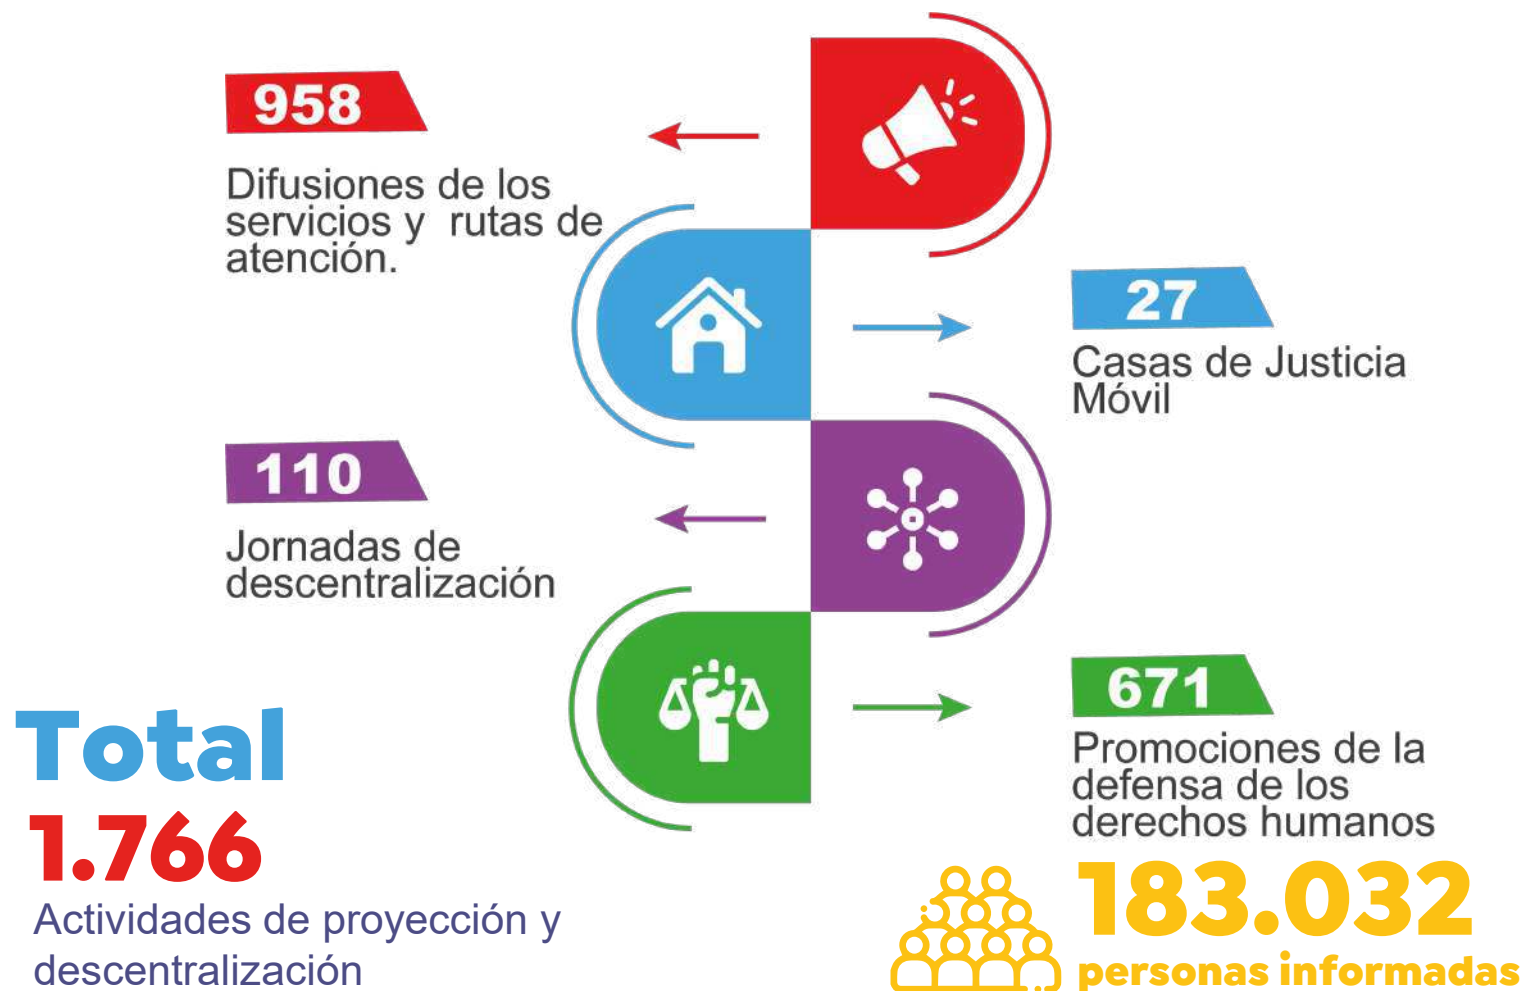 958
Difusiones de los
servicios y rutas de
atención.
27
Casas de Justicia
Móvil
110
Jornadas de
descentralización
671
Promociones de la
defensa de los
derechos humanos
Total
1.766
Actividades de proyección y
descentralización
183.032
personas informadas